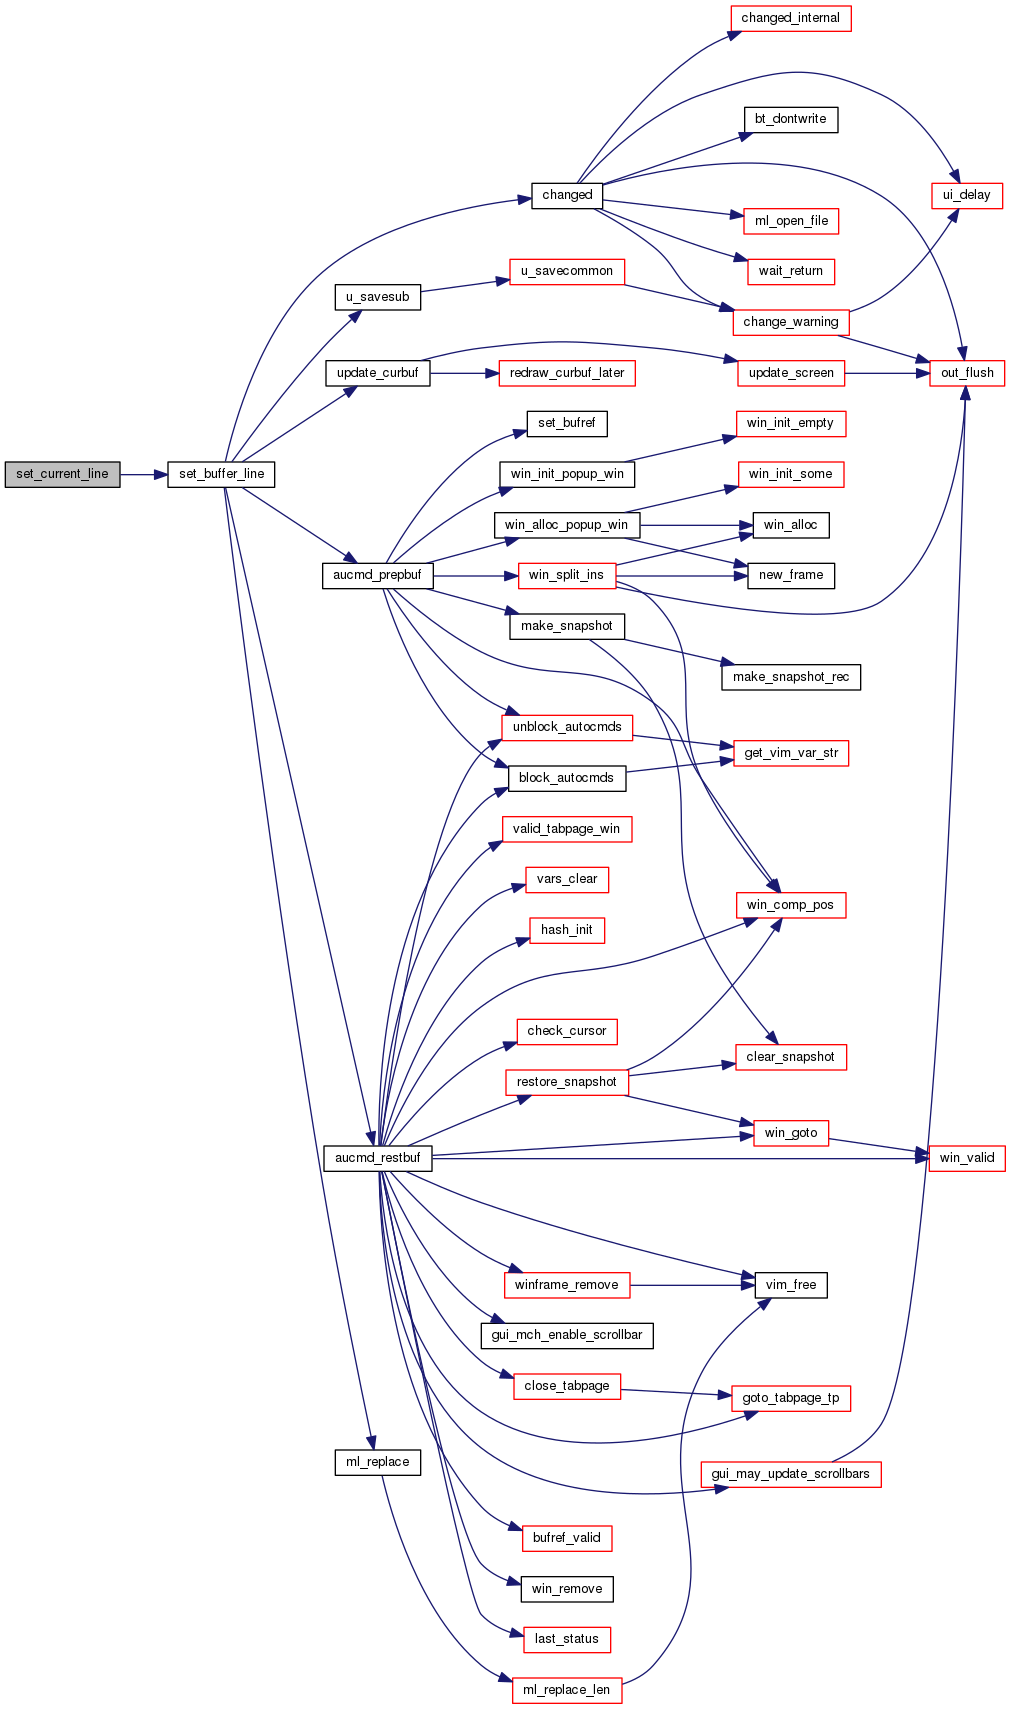 changed_internal
bt_dontwrite
changed
ui_delay
ml_open_file
u_savecommon
wait_return
u_savesub
change_warning
update_curbuf
redraw_curbuf_later
update_screen
out_flush
set_bufref
win_init_empty
set_current_line
set_buffer_line
win_init_popup_win
win_init_some
win_alloc_popup_win
win_alloc
aucmd_prepbuf
win_split_ins
new_frame
make_snapshot
make_snapshot_rec
unblock_autocmds
get_vim_var_str
block_autocmds
valid_tabpage_win
vars_clear
win_comp_pos
hash_init
check_cursor
clear_snapshot
restore_snapshot
win_goto
aucmd_restbuf
win_valid
winframe_remove
vim_free
gui_mch_enable_scrollbar
close_tabpage
goto_tabpage_tp
ml_replace
gui_may_update_scrollbars
bufref_valid
win_remove
last_status
ml_replace_len